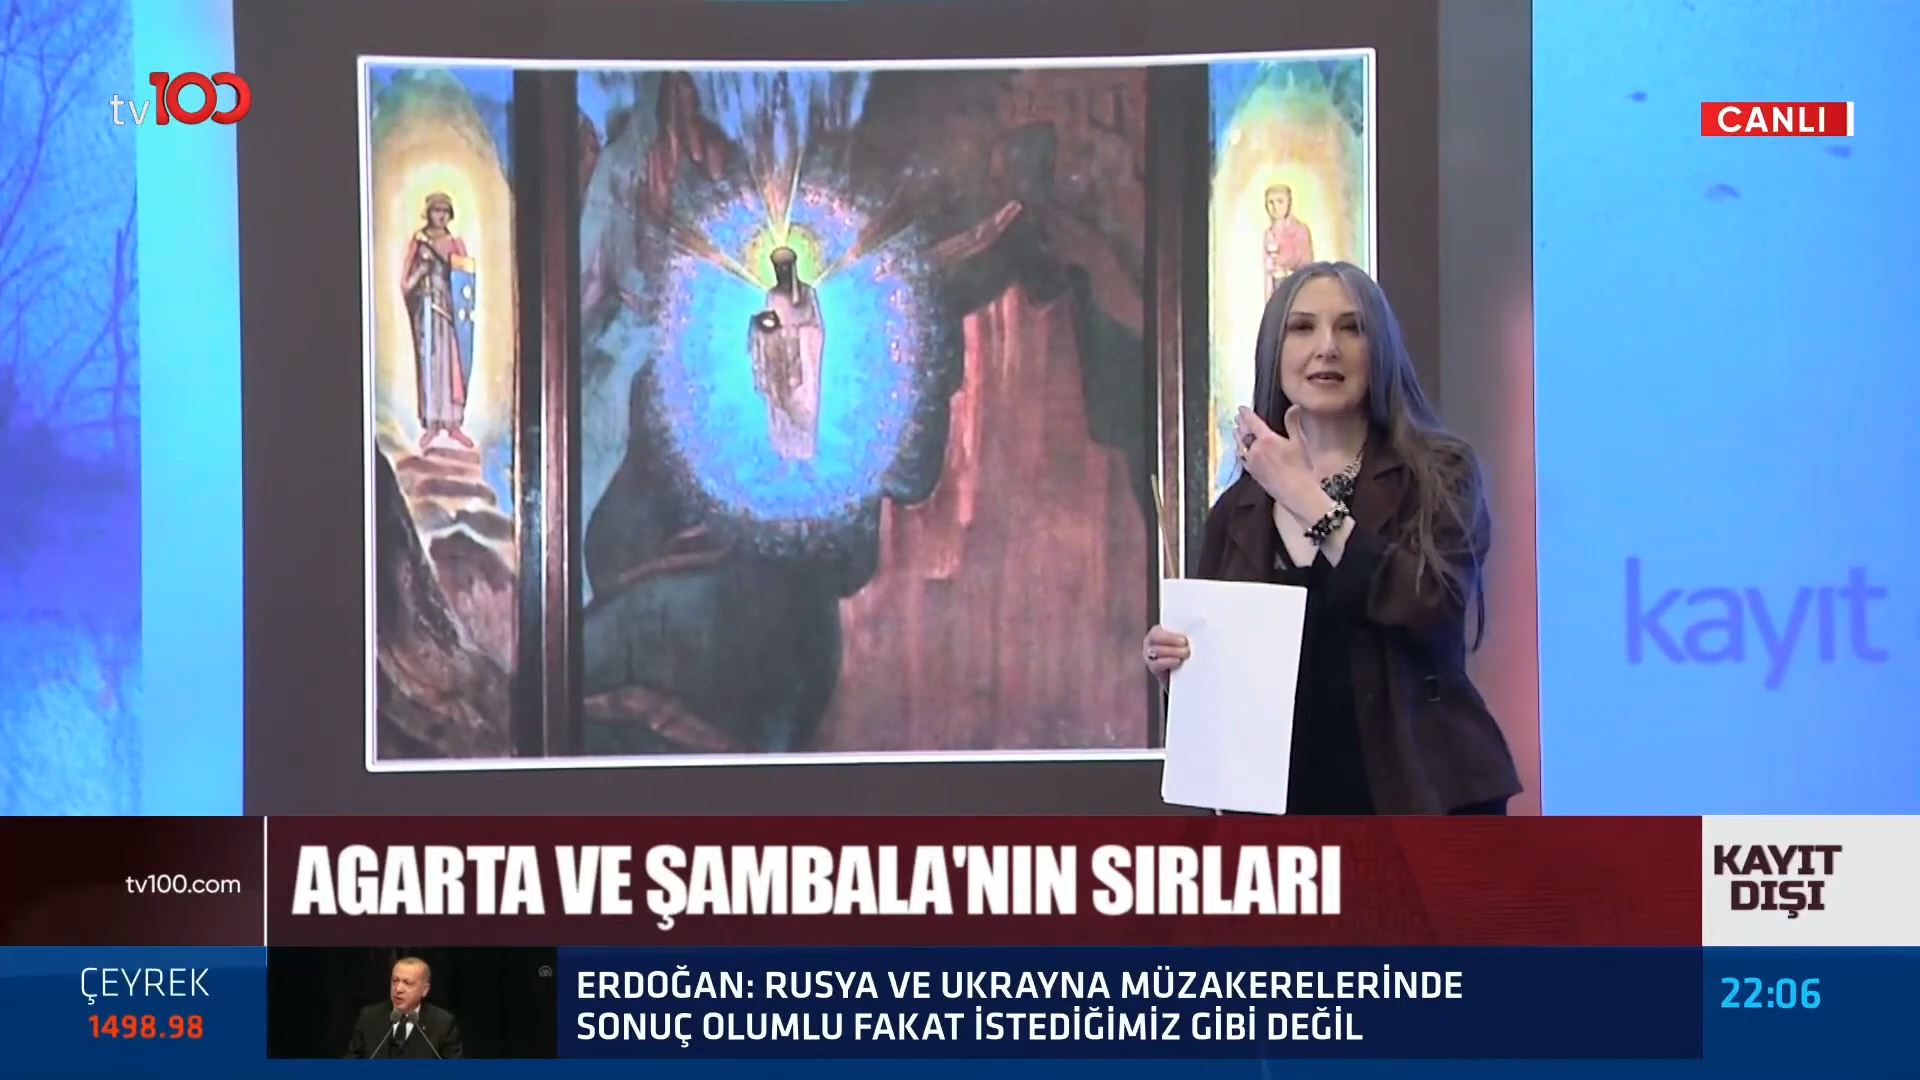 tv100
CANLI
kayıt
tv100.com
AGARTA VE ŞAMBALA'NIN SIRLARI
KAYIT
DIŞI
ÇEYREK
1498.98
ERDOĞAN: RUSYA VE UKRAYNA MÜZAKERELERİNDE
SONUÇ OLUMLU FAKAT İSTEDİĞİMİZ GİBİ DEĞİL
22:06